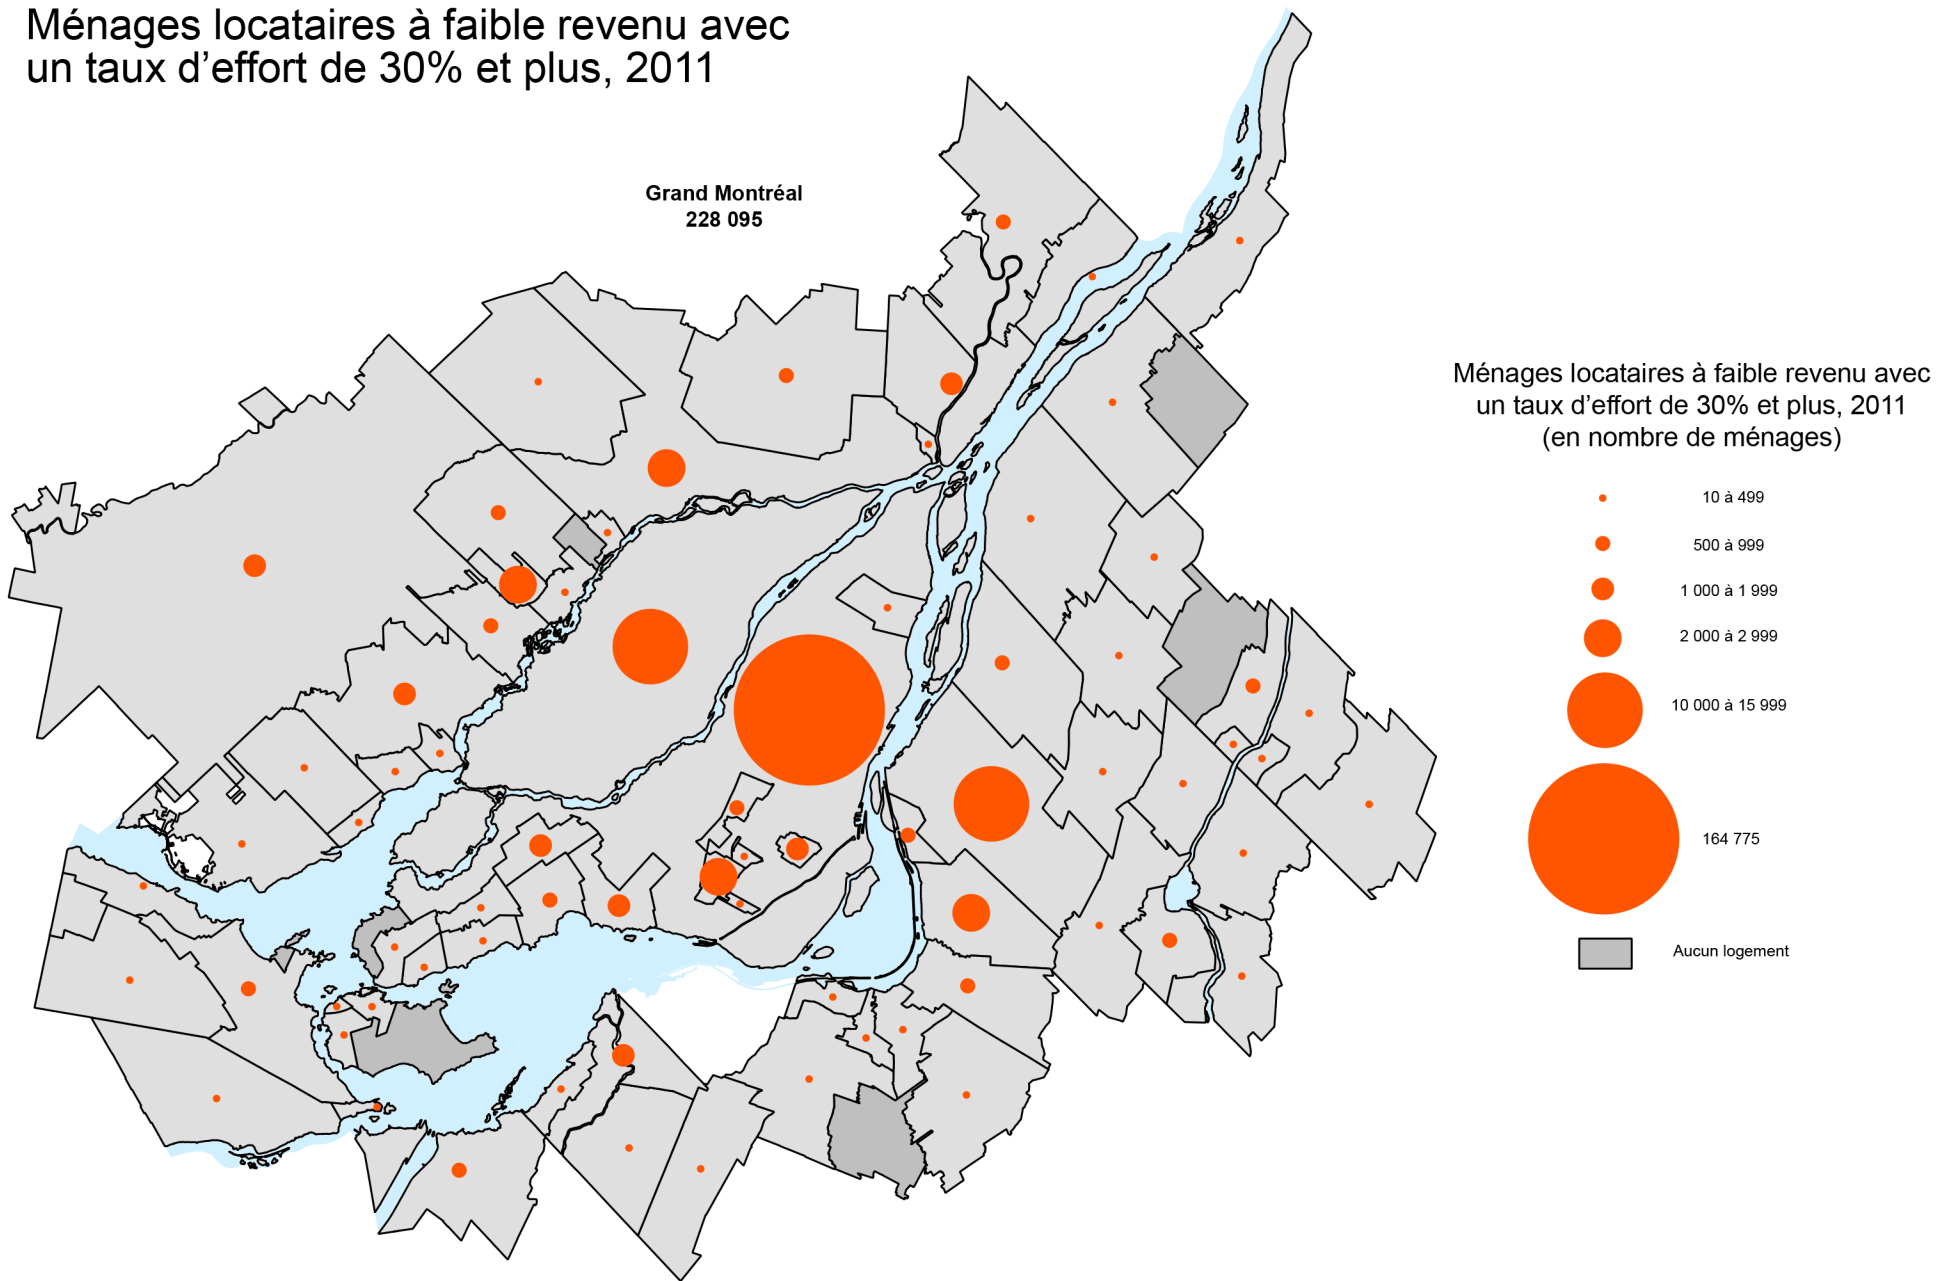 Ménages locataires à faible revenu avec
un taux d’effort de 30% et plus, 2011
Grand Montréal
228 095
Ménages locataires à faible revenu avec
un taux d’effort de 30% et plus, 2011
(en nombre de ménages)
10 à 499
500 à 999
1 000 à 1 999
2 000 à 2 999
10 000 à 15 999
164 775
Aucun logement